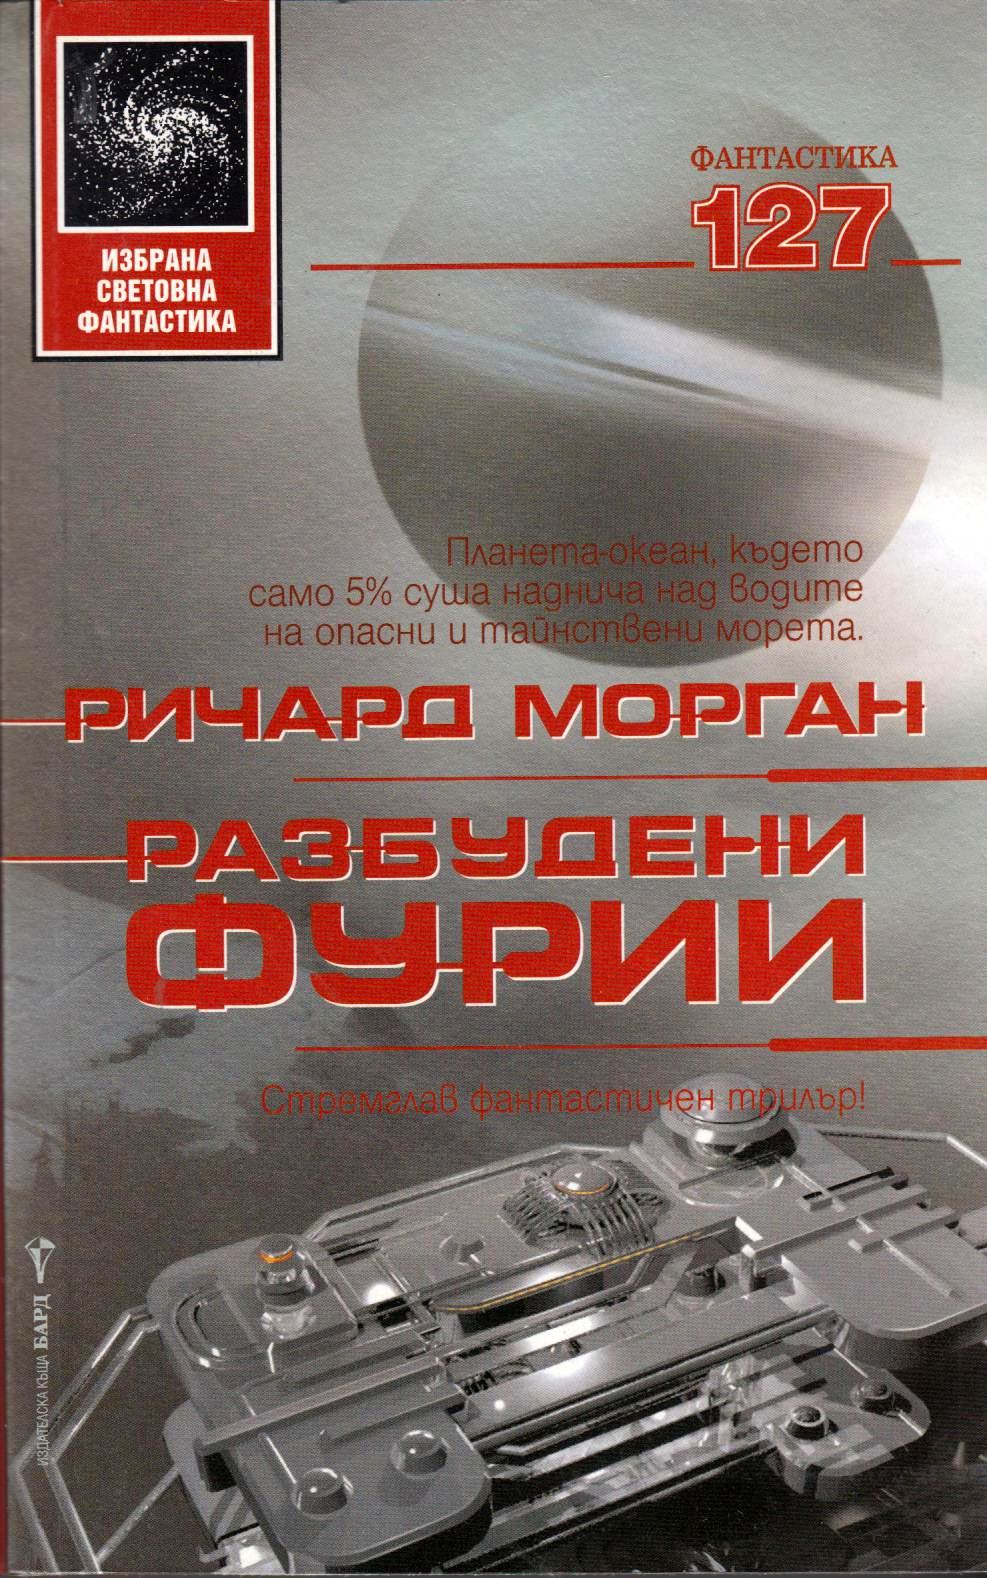 ИЗБРАНА
СВЕТОВНА
ФАНТАСТИКА
ФАНТАСТИКА
127
Планета-океан, където
само 5% суша наднича над водите
на опасни и тайнствени морета.
РИЧАРД МОРГАН
РАЗБУДЕНИ
ФУРИИ
Стремглав фантастичен трилър!
ИЗДАТЕЛСКА КЪЩА БАРД